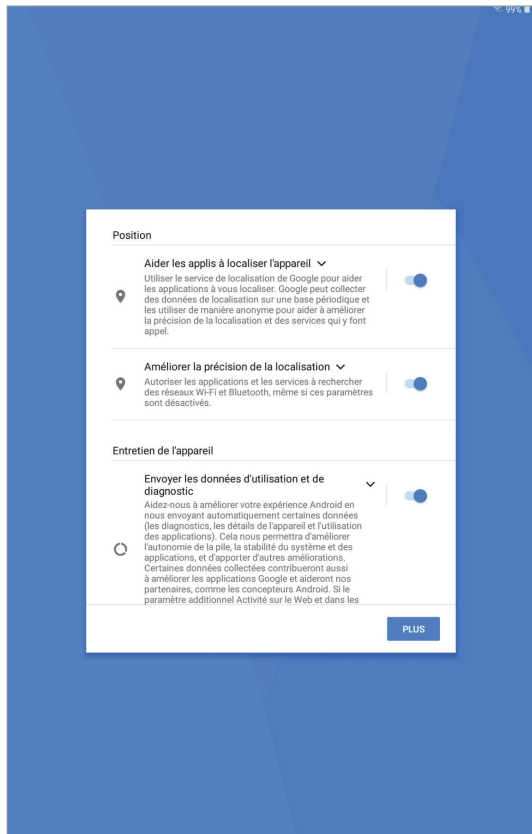 99%
Position
Aider les applis à localiser l'appareil
Utiliser le service de localisation de Google pour aider
les applications à vous localiser. Google peut collecter
des données de localisation sur une base périodique et
les utiliser de manière anonyme pour aider à améliorer
la précision de la localisation et des services qui y font
appel.
Améliorer la précision de la localisation
Autoriser les applications et les services à rechercher
des réseaux Wi-Fi et Bluetooth, même si ces paramètres
sont désactivés.
Entretien de l'appareil
Envoyer les données d'utilisation et de
diagnostic
Aidez-nous à améliorer votre expérience Android en
nous envoyant automatiquement certaines données
(les diagnostics, les détails de l'appareil et l'utilisation
des applications). Cela nous permettra d'améliorer
l'autonomie de la pile, la stabilité du système et des
applications, et d'apporter d'autres améliorations.
Certaines données collectées contribueront aussi
à améliorer les applications Google et aideront nos
partenaires, comme les concepteurs Android. Si le
paramètre additionnel Activité sur le Web et dans les
PLUS